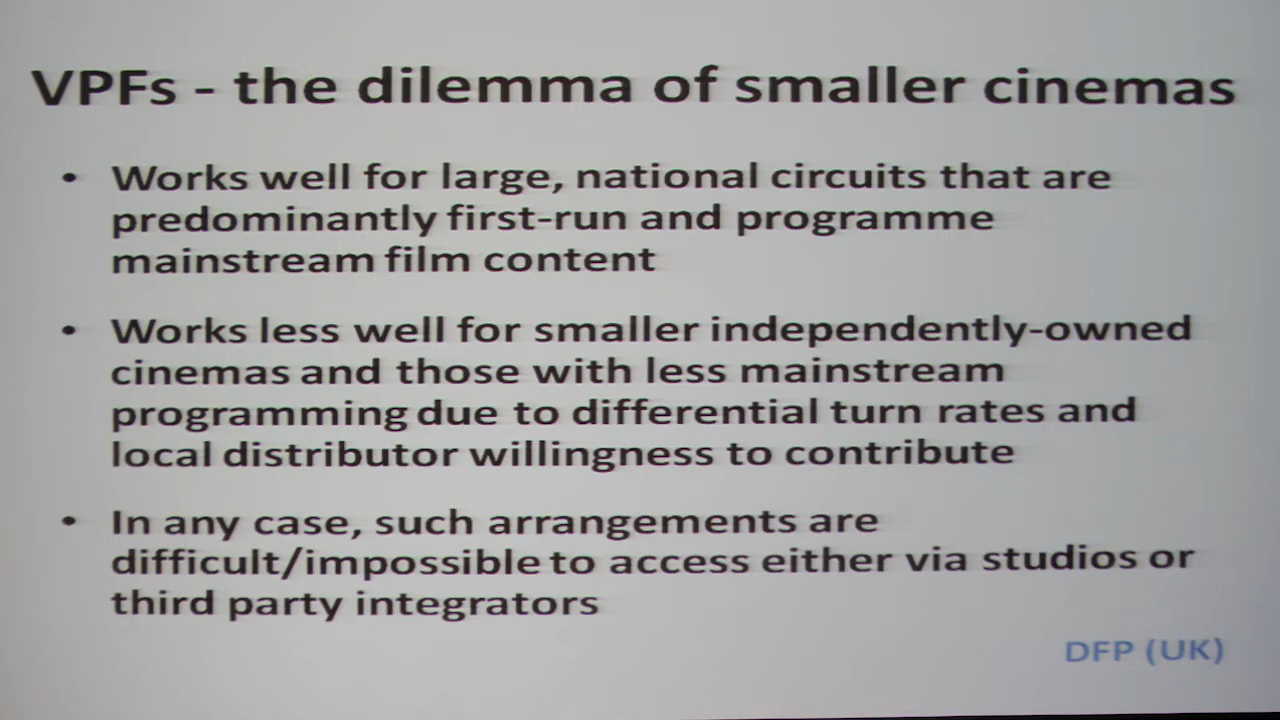 VPFs - the dilemma of smaller cinemas
• Works well for large, national circuits that are
predominantly first-run and programme
mainstream film content
• Works less well for smaller independently-owned
cinemas and those with less mainstream
programming due to differential turn rates and
local distributor willingness to contribute
• In any case, such arrangements are
difficult/impossible to access either via studios or
third party integrators
DFP (UK)